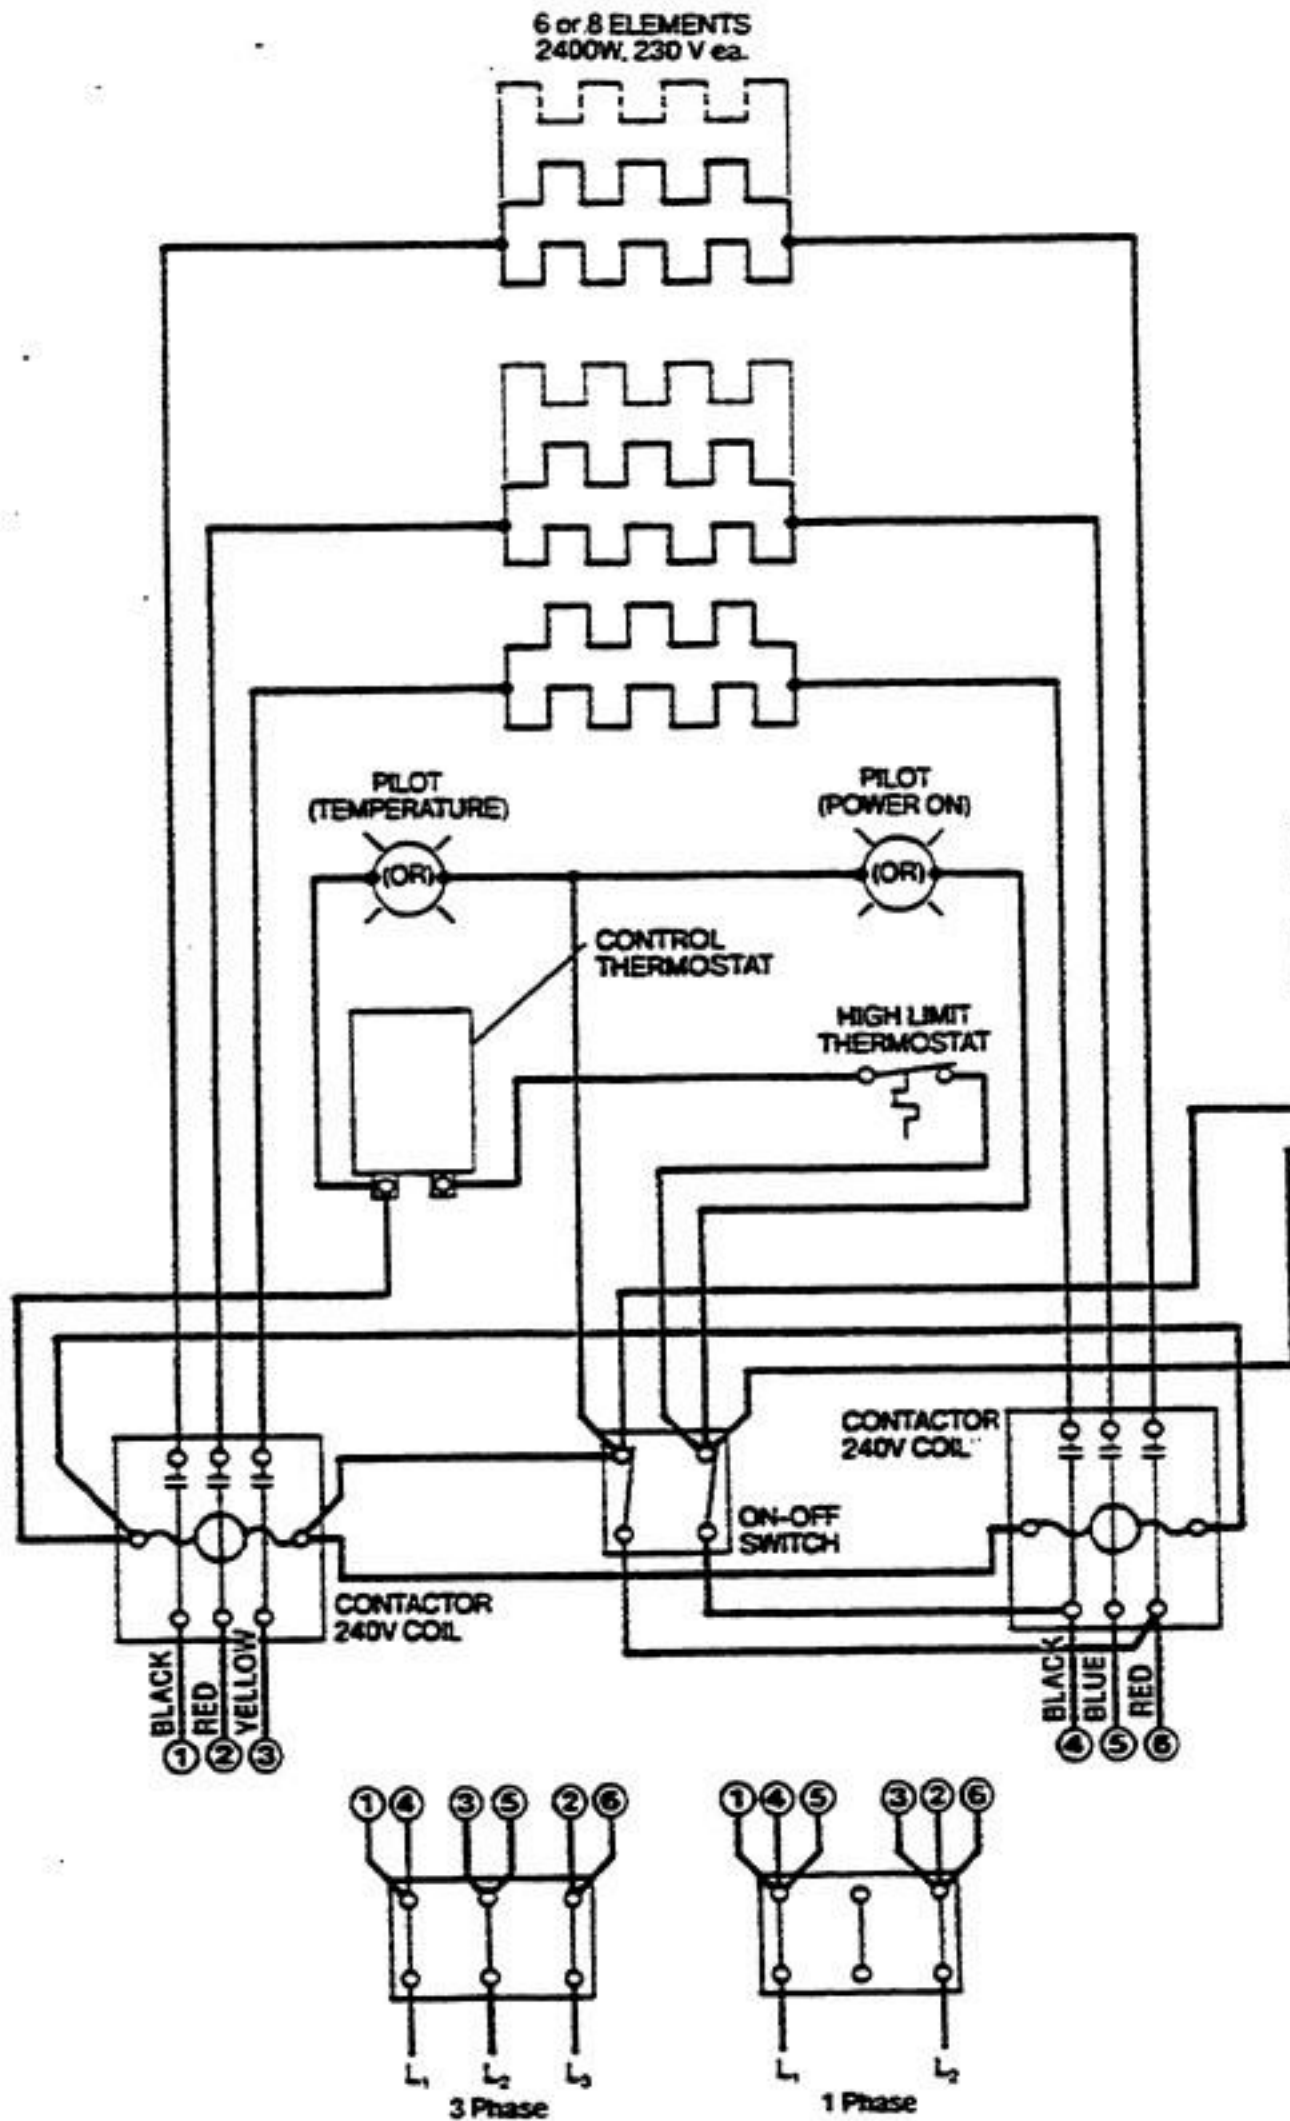 6 or 8 ELEMENTS
2400W, 230 V ea.
PILOT
(TEMPERATURE)
PILOT
(POWER ON)
(OR)
(OR)
CONTROL
THERMOSTAT
HIGH LIMIT
THERMOSTAT
CONTACTOR
240V COIL
ON-OFF
SWITCH
CONTACTOR
240V COIL
BLACK
RED
YELLOW
BLACK
BLUE
RED
① ② ③
④ ⑤ ⑥
① ④ ③ ⑤ ② ⑥
① ④ ⑤ ③ ② ⑥
L₁ L₂ L₃
L₁ L₂
3 Phase
1 Phase